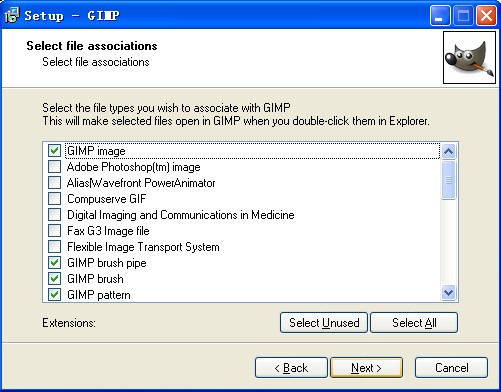 Setup - GIMP
Select file associations
Select file associations
Select the file types you wish to associate with GIMP
This will make selected files open in GIMP when you double-click them in Explorer.
GIMP image
Adobe Photoshop(tm) image
Alias|Wavefront PowerAnimator
Compuserve GIF
Digital Imaging and Communications in Medicine
Fax G3 Image file
Flexible Image Transport System
GIMP brush pipe
GIMP brush
GIMP pattern
Extensions:
Select Unused
Select All
< Back
Next >
Cancel